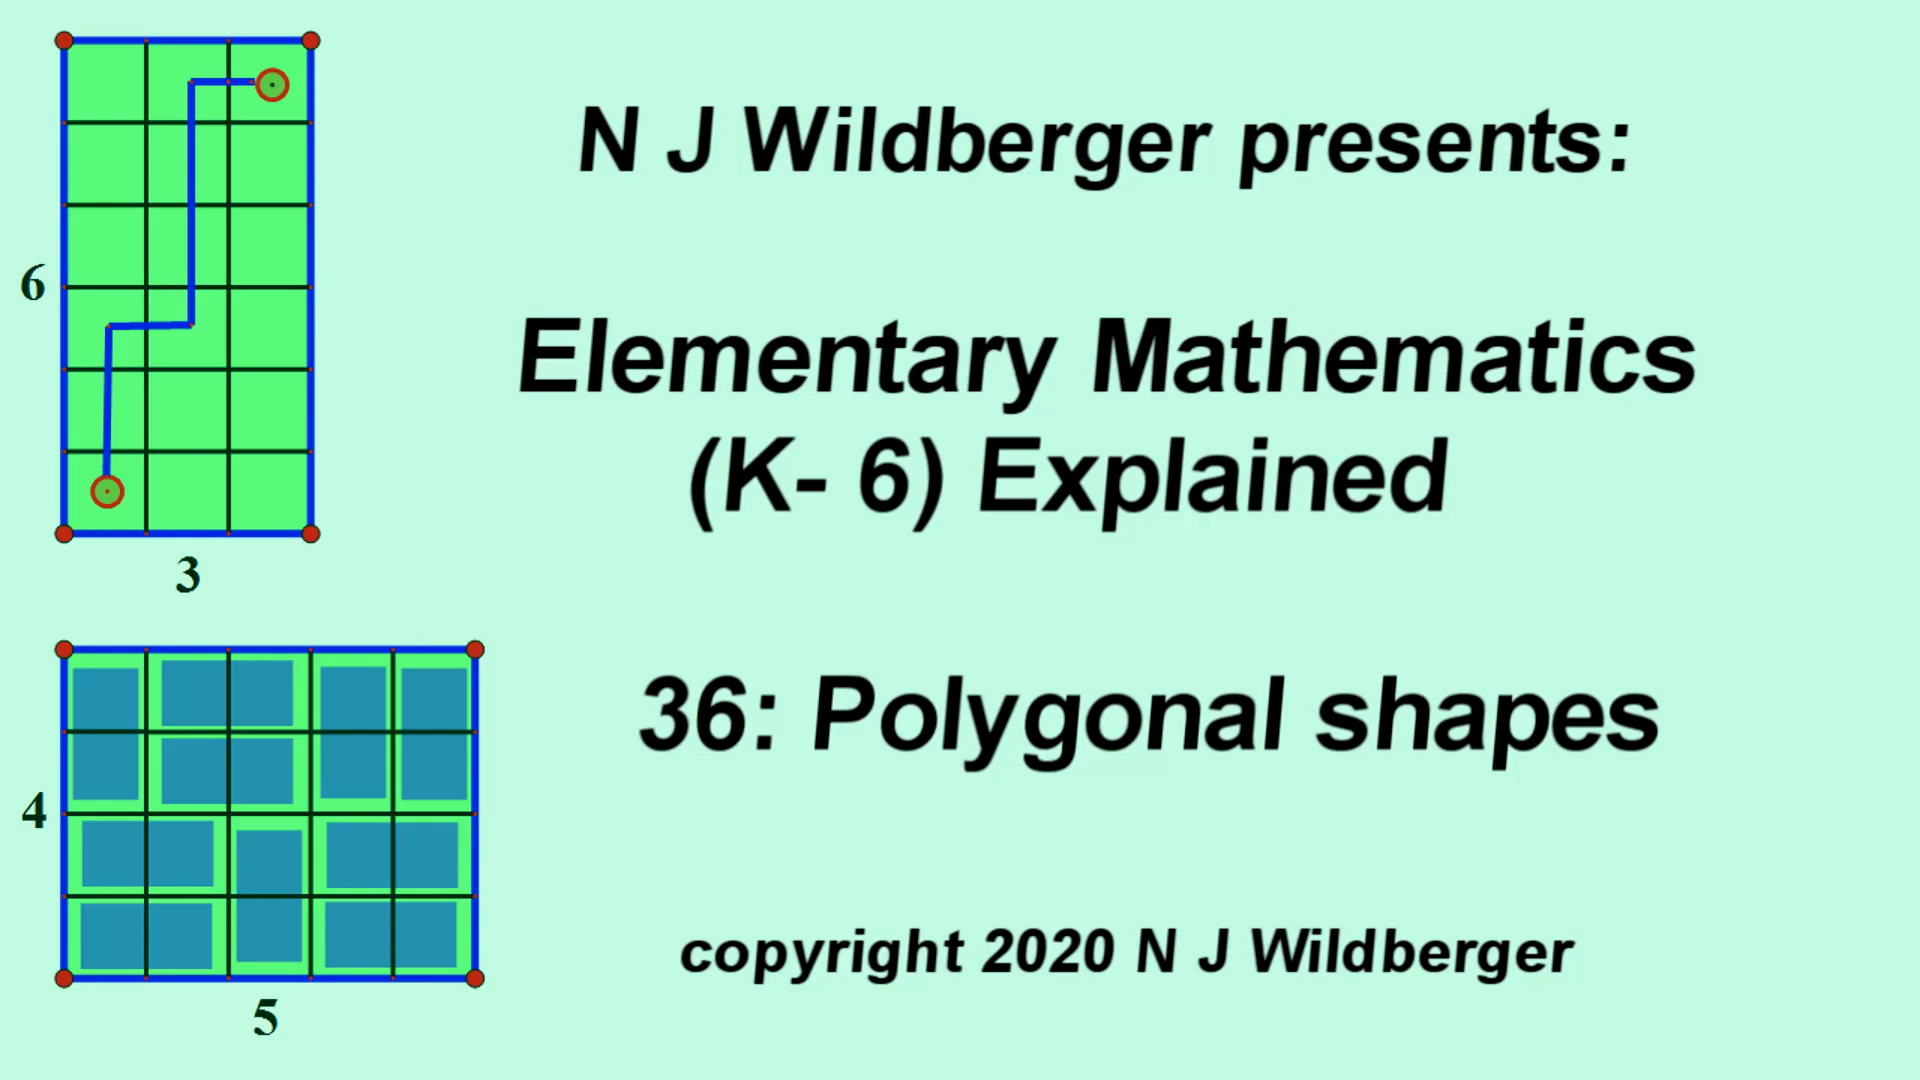 N J Wildberger presents:
Elementary Mathematics
(K- 6) Explained
36: Polygonal shapes
copyright 2020 N J Wildberger
6
3
4
5